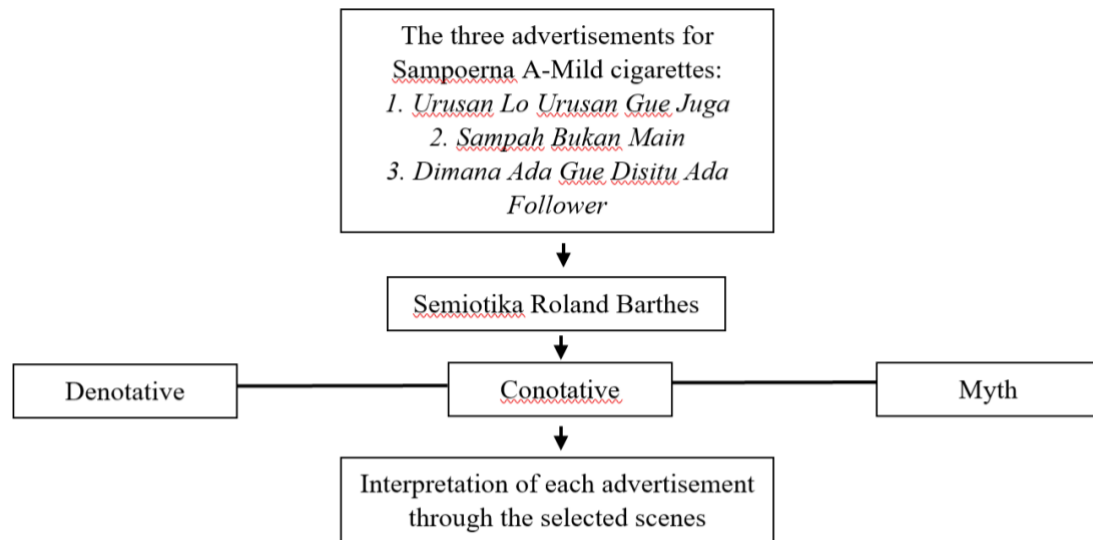 The three advertisements for
Sampoerna A-Mild cigarettes:
1. Urusan Lo Urusan Gue Juga
2. Sampah Bukan Main
3. Dimana Ada Gue Disitu Ada
Follower
Semiotika Roland Barthes
Denotative
Conotative
Myth
Interpretation of each advertisement
through the selected scenes